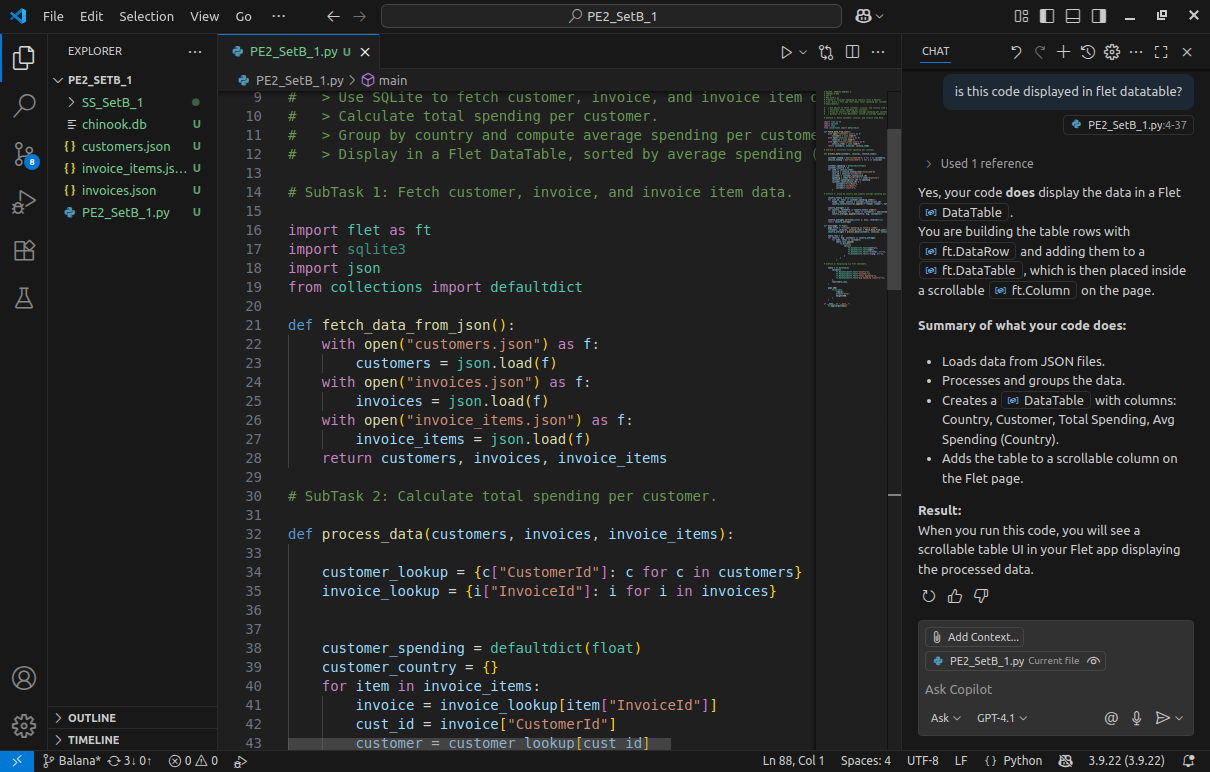 File Edit Selection View Go ··· PE2_SetB_1
EXPLORER ···
PE2_SETB_1
SS_SetB_1
chinook.db U
customers.json U
invoice_items.js... U
invoices.json U
PE2_SetB_1.py U
OUTLINE
TIMELINE
8
PE2_SetB_1.py U
PE2_SetB_1.py > main
9 #   > Use SQLite to fetch customer, invoice, and invoice item
10 #   > Calculate total spending per customer.
11 #   > Group by country and compute average spending per custome
12 #   > Display in a Flet DataTable, sorted by average spending (
13
14 # SubTask 1: Fetch customer, invoice, and invoice item data.
15
16 import flet as ft
17 import sqlite3
18 import json
19 from collections import defaultdict
20
21 def fetch_data_from_json():
22     with open("customers.json") as f:
23         customers = json.load(f)
24     with open("invoices.json") as f:
25         invoices = json.load(f)
26     with open("invoice_items.json") as f:
27         invoice_items = json.load(f)
28     return customers, invoices, invoice_items
29
30 # SubTask 2: Calculate total spending per customer.
31
32 def process_data(customers, invoices, invoice_items):
33
34     customer_lookup = {c["CustomerId"]: c for c in customers}
35     invoice_lookup = {i["InvoiceId"]: i for i in invoices}
36
37
38     customer_spending = defaultdict(float)
39     customer_country = {}
40     for item in invoice_items:
41         invoice = invoice_lookup[item["InvoiceId"]]
42         cust_id = invoice["CustomerId"]
43         customer = customer_lookup[cust_id]
CHAT
is this code displayed in flet datatable?
PE2_SetB_1.py:4-37
Used 1 reference
Yes, your code does display the data in a Flet
DataTable .
You are building the table rows with
ft.DataRow and adding them to a
ft.DataTable , which is then placed inside
a scrollable ft.Column on the page.
Summary of what your code does:
• Loads data from JSON files.
• Processes and groups the data.
• Creates a DataTable with columns:
Country, Customer, Total Spending, Avg
Spending (Country).
• Adds the table to a scrollable column on
the Flet page.
Result:
When you run this code, you will see a
scrollable table UI in your Flet app displaying
the processed data.
Add Context...
PE2_SetB_1.py Current file
Ask Copilot
Ask GPT-4.1
Balana* 3↓ 0↑ 0 0 Ln 88, Col 1 Spaces: 4 UTF-8 LF {} Python 3.9.22 (3.9.22)